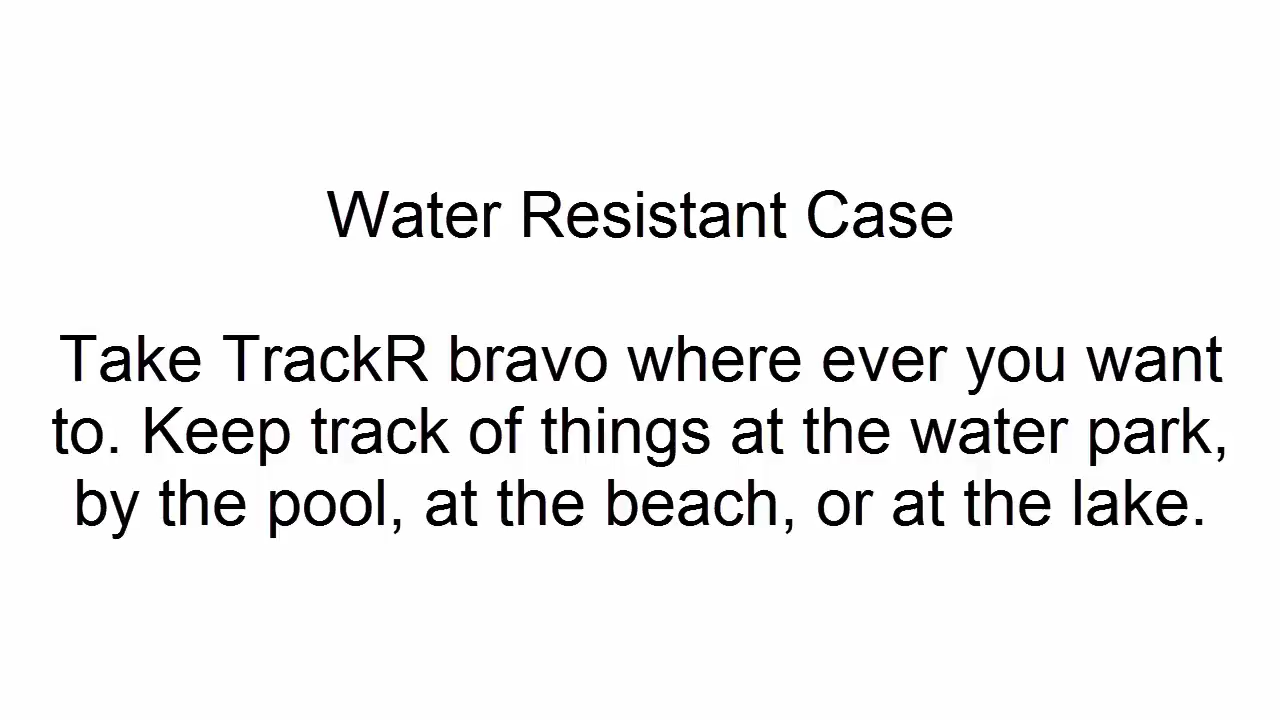 Water Resistant Case
Take TrackR bravo where ever you want
to. Keep track of things at the water park,
by the pool, at the beach, or at the lake.